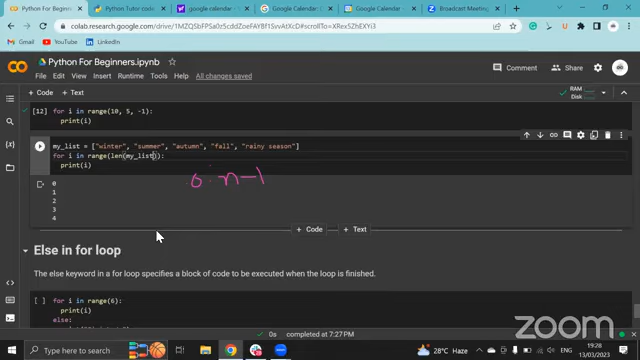 Python For Beginners
Python Tutor code
google calendar -
Google Calendar
Google Calendar
Broadcast Meeting
colab.research.google.com/drive/
Gmail
YouTube
LinkedIn
Python For Beginners.ipynb
File Edit View Insert Runtime Tools Help All changes saved
Comment
Share
+ Code + Text
RAM
Disk
[12] for i in range(10, 5, -1):
print(i)
my_list = ["winter", "summer", "autumn", "fall", "rainy season"]
for i in range(len(my_list)):
print(i)
0 n-1
0
1
2
3
4
+ Code + Text
Else in for loop
The else keyword in a for loop specifies a block of code to be executed when the loop is finished.
[ ] for i in range(6):
print(i)
else:
0s completed at 7:27 PM
zoom
Type here to search
28°C Haze
ENG
19:28
13/03/2023